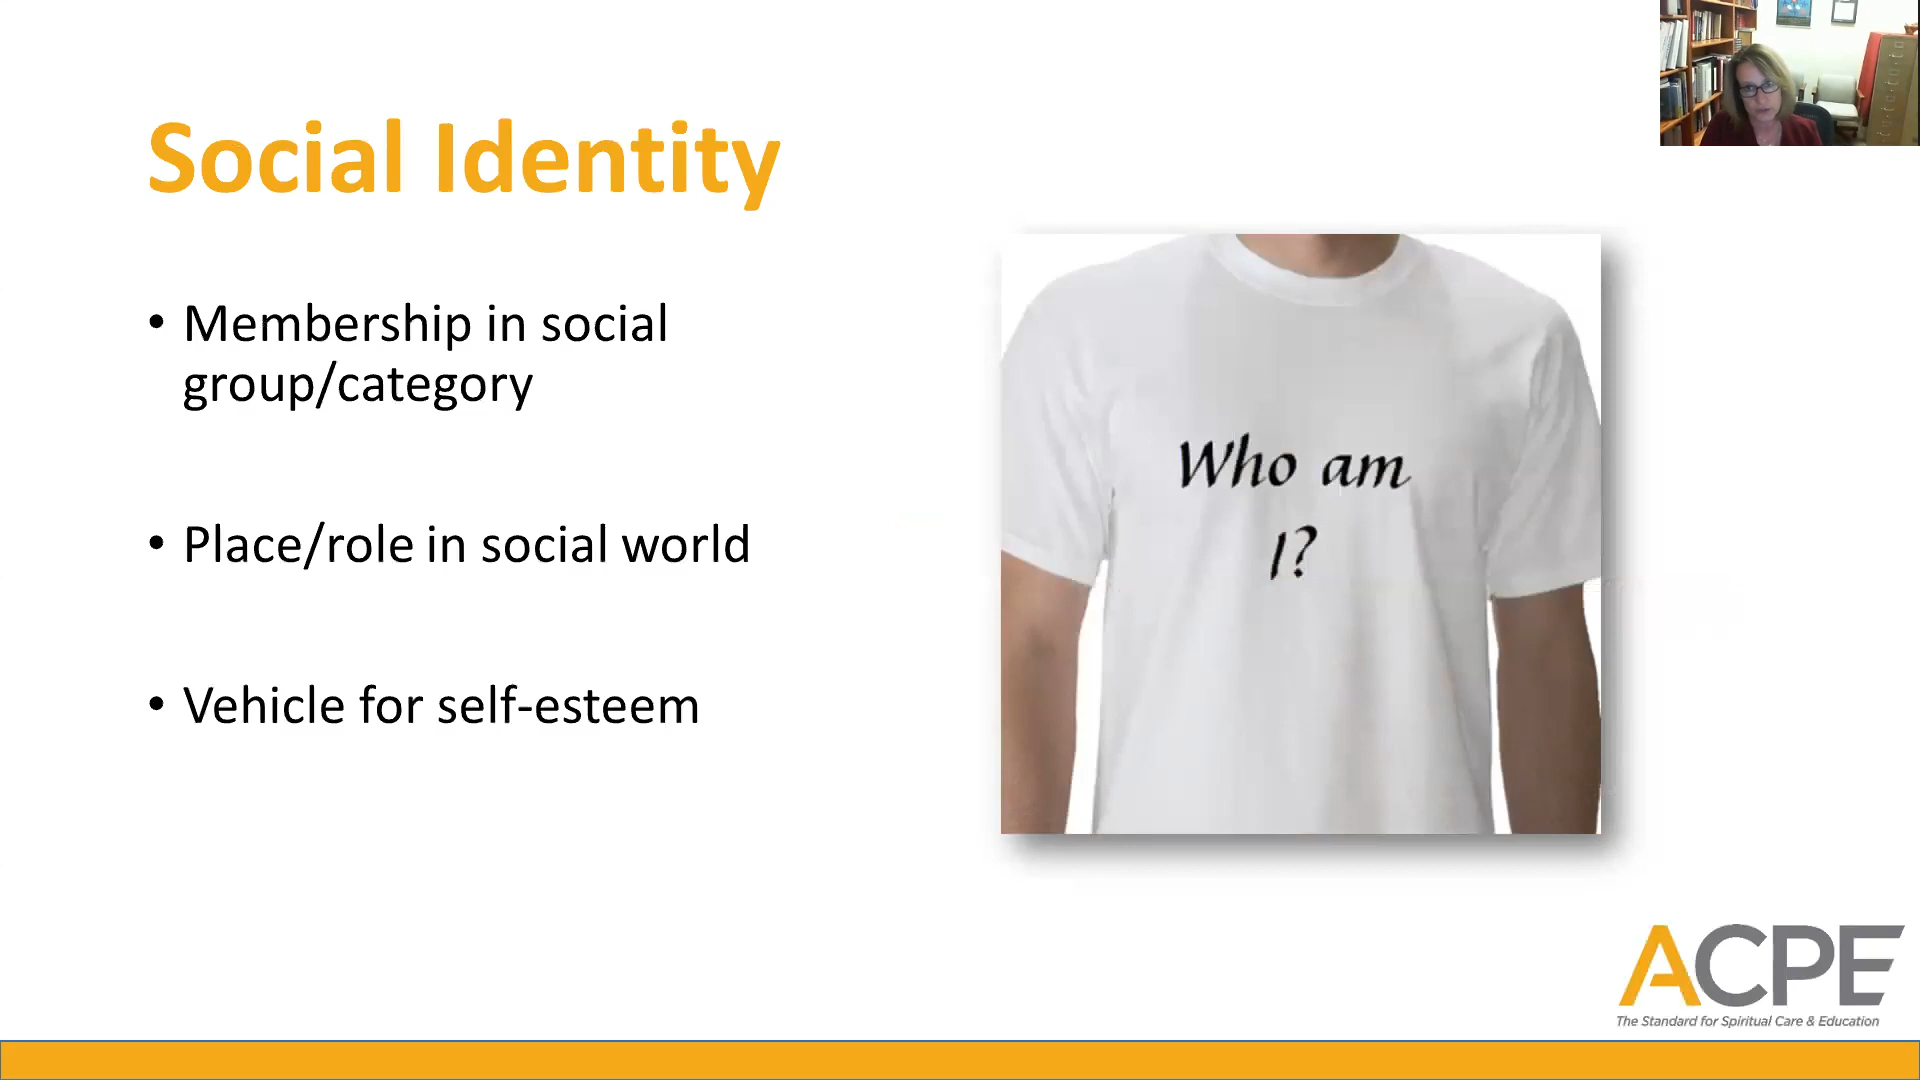 Social Identity
• Membership in social
group/category
• Place/role in social world
• Vehicle for self-esteem
Who am
I?
ACPE
The Standard for Spiritual Care & Education